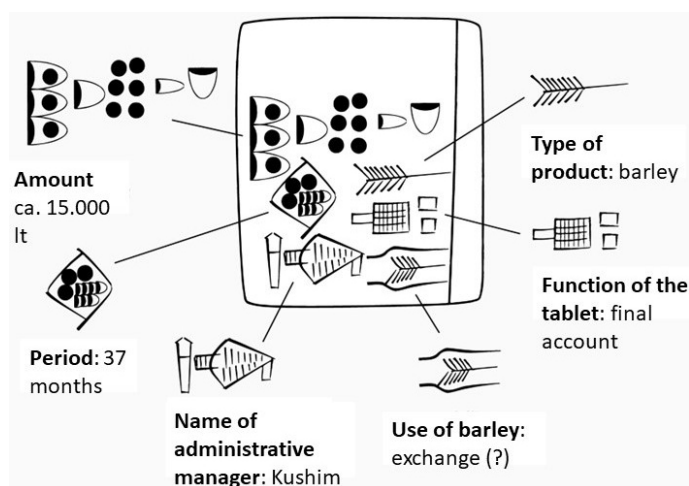 Amount
ca. 15.000
lt
Type of
product: barley
Period: 37
months
Function of the
tablet: final
account
Name of
administrative
manager: Kushim
Use of barley:
exchange (?)